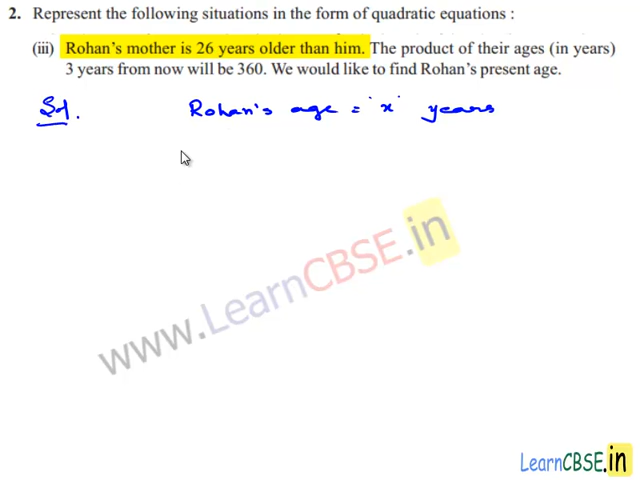 2. Represent the following situations in the form of quadratic equations :
(iii) Rohan's mother is 26 years older than him. The product of their ages (in years)
3 years from now will be 360. We would like to find Rohan's present age.
Sol. Rohan's age = 'x' years
www.LearnCBSE.in
LearnCBSE.in